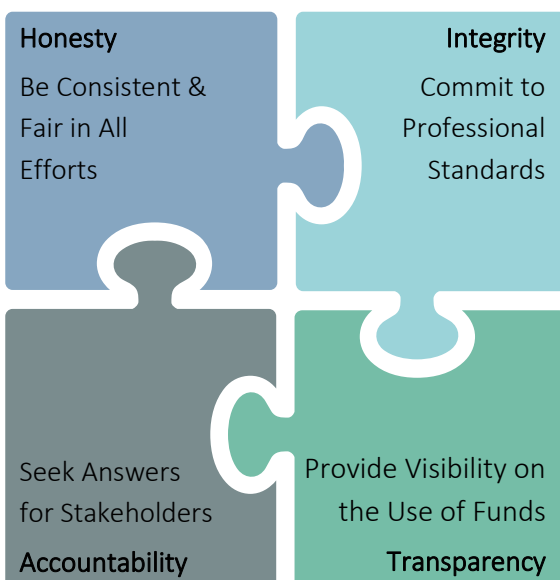 Honesty
Be Consistent &
Fair in All
Efforts
Integrity
Commit to
Professional
Standards
Seek Answers
for Stakeholders
Accountability
Provide Visibility on
the Use of Funds
Transparency